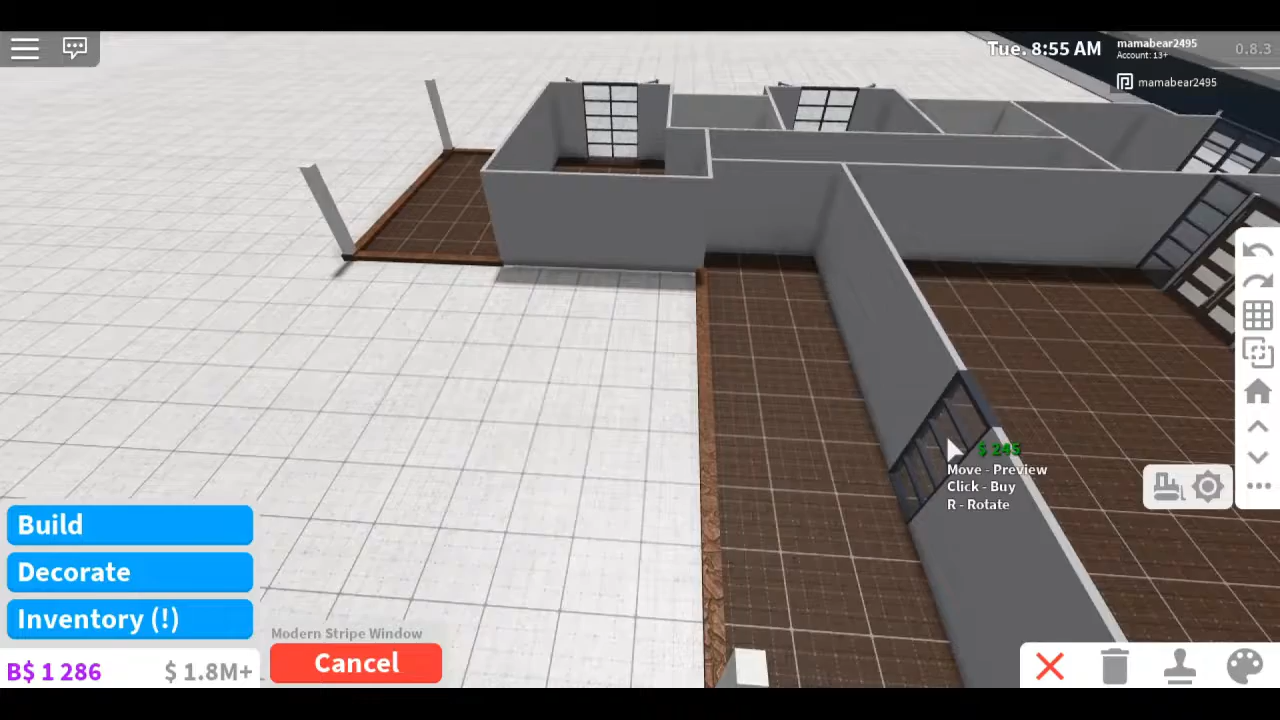 Tue. 8:55 AM
mamabear2495
Account: 13+
0.8.3
mamabear2495
$ 245
Move - Preview
Click - Buy
R - Rotate
Build
Decorate
Inventory (!)
Modern Stripe Window
Cancel
B$ 1 286
$ 1.8M+